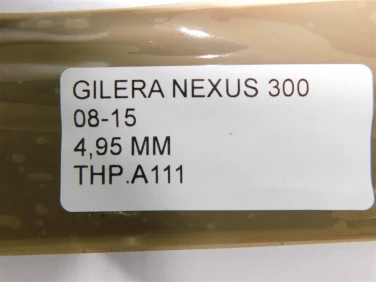 GILERA NEXUS 300
08-15
4,95 MM
THP.A111